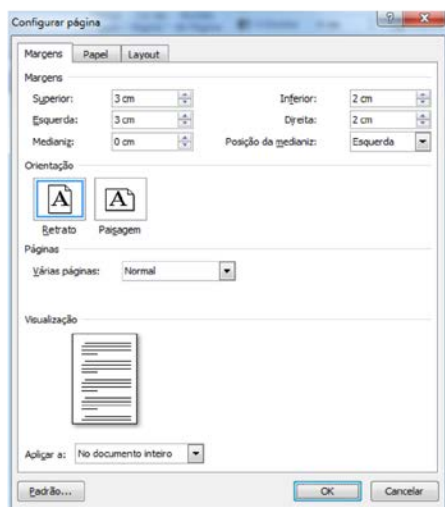 Configurar página
Margens Papel Layout
Margens
Superior: 3 cm Inferior: 2 cm
Esquerda: 3 cm Direita: 2 cm
Medianiz: 0 cm Posição da medianiz: Esquerda
Orientação
A A
Retrato Paisagem
Páginas
Várias páginas: Normal
Visualização
Aplicar a: No documento inteiro
Padrão... OK Cancelar